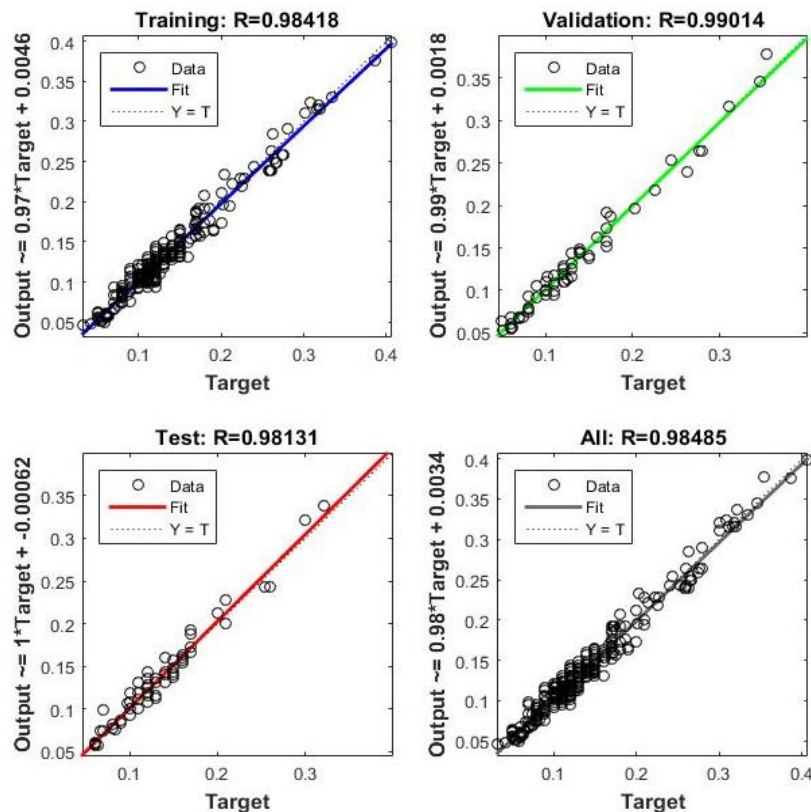 Training: R=0.98418
Output ~= 0.97*Target + 0.0046
0.4
0.35
0.3
0.25
0.2
0.15
0.1
0.05
Data
Fit
Y = T
0.1
0.2
0.3
0.4
Target
Validation: R=0.99014
Output ~= 0.99*Target + 0.0018
0.4
0.35
0.3
0.25
0.2
0.15
0.1
0.05
Data
Fit
Y = T
0.1
0.2
0.3
Target
Test: R=0.98131
Output ~= 1*Target + -0.00062
0.35
0.3
0.25
0.2
0.15
0.1
0.05
Data
Fit
Y = T
0.1
0.2
0.3
Target
All: R=0.98485
Output ~= 0.98*Target + 0.0034
0.4
0.35
0.3
0.25
0.2
0.15
0.1
0.05
Data
Fit
Y = T
0.1
0.2
0.3
0.4
Target